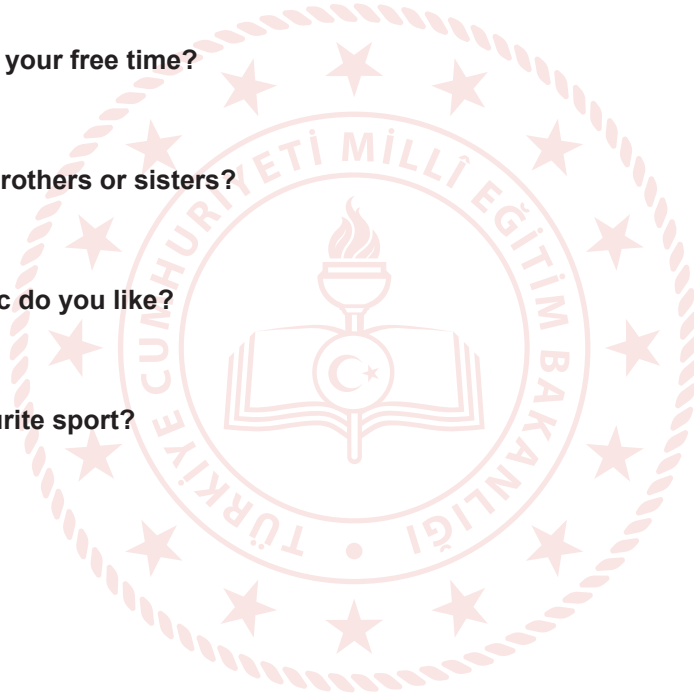 your free time?
rothers or sisters?
c do you like?
urite sport?
TÜRKİYE CUMHURİYETİ MİLLÎ EĞİTİM BAKANLIĞI